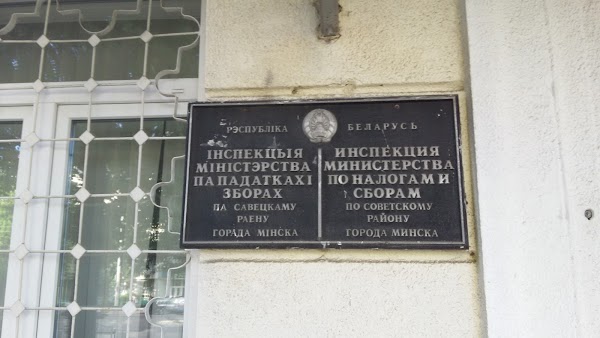 РЭСПУБЛІКА БЕЛАРУСЬ
ІНСПЕКЦЫЯ
МІНІСТЭРСТВА
ПА ПАДАТКАХ І
ЗБОРАХ
ПА САВЕЦКАМУ
РАЕНУ
ГОРАДА МІНСКА
ИНСПЕКЦИЯ
МИНИСТЕРСТВА
ПО НАЛОГАМ И
СБОРАМ
ПО СОВЕТСКОМУ
РАЙОНУ
ГОРОДА МИНСКА